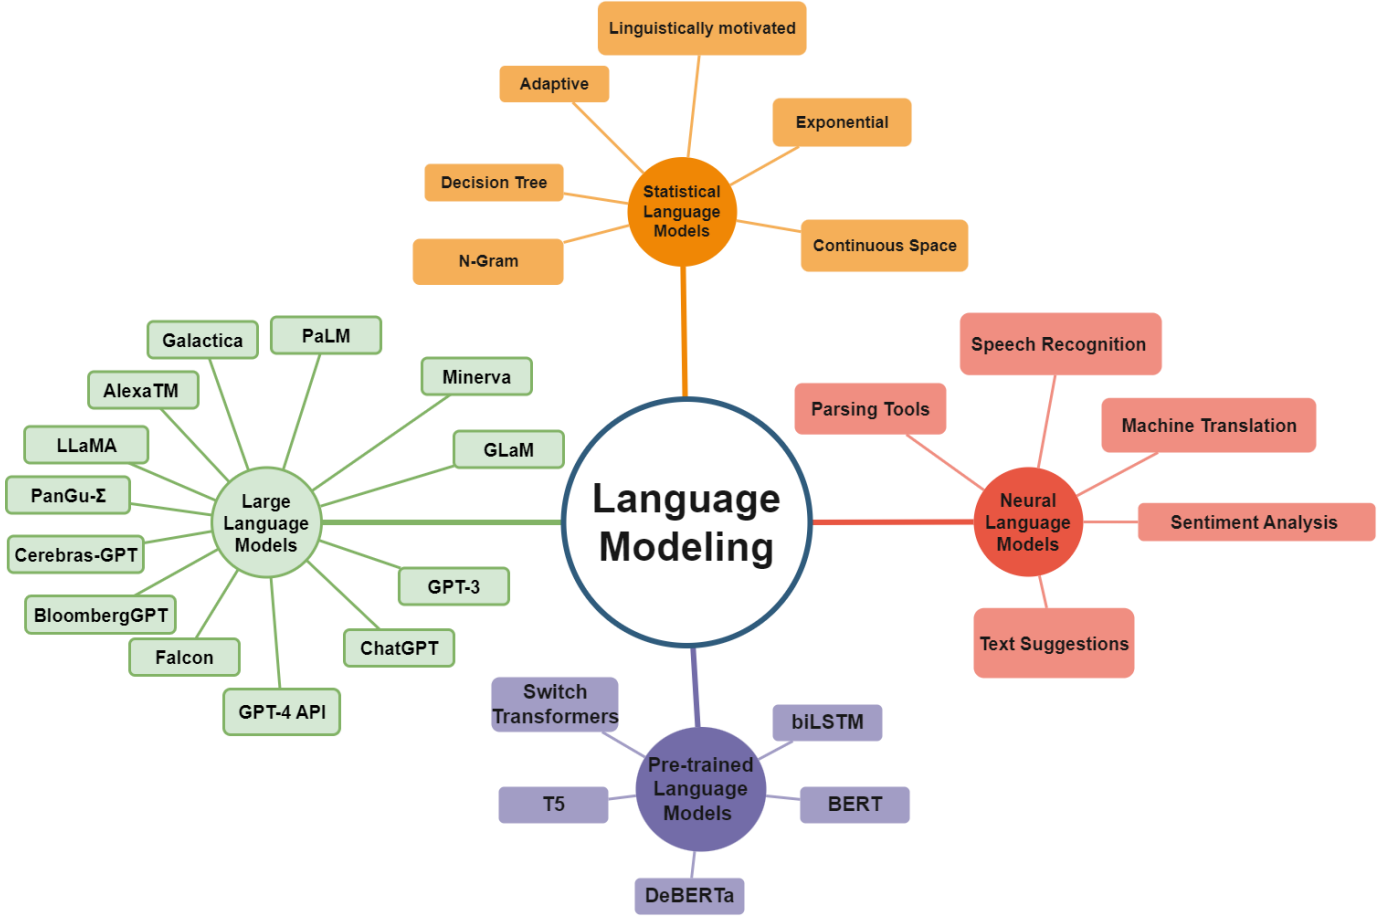 Linguistically motivated
Adaptive
Exponential
Decision Tree
Statistical
Language
Models
N-Gram
Continuous Space
Galactica
PaLM
Minerva
AlexaTM
LLaMA
GLaM
PanGu-Σ
Large
Language
Models
Cerebras-GPT
GPT-3
BloombergGPT
ChatGPT
Falcon
GPT-4 API
Language
Modeling
Speech Recognition
Parsing Tools
Machine Translation
Neural
Language
Models
Sentiment Analysis
Text Suggestions
Switch
Transformers
biLSTM
Pre-trained
Language
Models
T5
BERT
DeBERTa